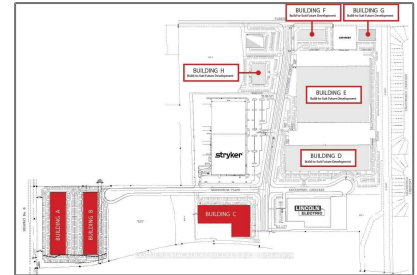 BUILDING F
Build-to-Suit Future Development
BUILDING G
Build-to-Suit Future Development
BUILDING H
Build-to-Suit Future Development
BUILDING E
Build-to-Suit Future Development
stryker
BUILDING D
Build-to-Suit Future Development
BUILDING A
BUILDING B
BUILDING C
LINCOLN
ELECTRIC